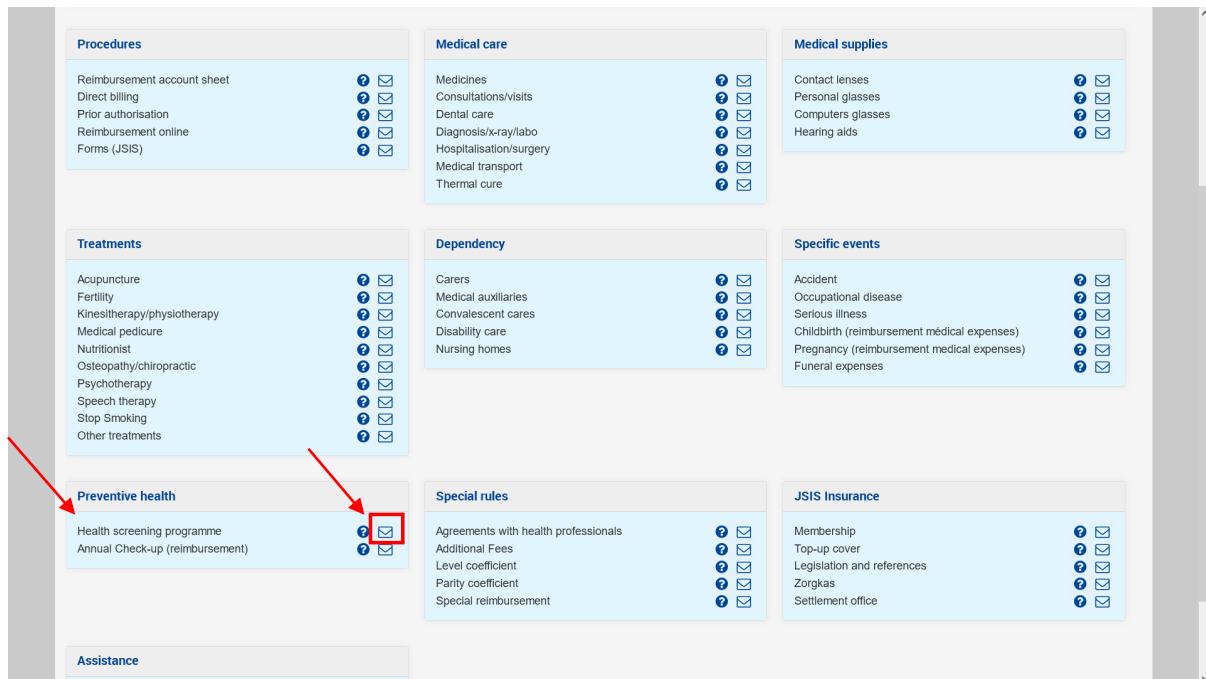 Procedures
Reimbursement account sheet
Direct billing
Prior authorisation
Reimbursement online
Forms (JSIS)
Medical care
Medicines
Consultations/visits
Dental care
Diagnosis/x-ray/labo
Hospitalisation/surgery
Medical transport
Thermal cure
Medical supplies
Contact lenses
Personal glasses
Computers glasses
Hearing aids
Treatments
Acupuncture
Fertility
Kinesitherapy/physiotherapy
Medical pedicure
Nutritionist
Osteopathy/chiropractic
Psychotherapy
Speech therapy
Stop Smoking
Other treatments
Dependency
Carers
Medical auxiliaries
Convalescent cares
Disability care
Nursing homes
Specific events
Accident
Occupational disease
Serious illness
Childbirth (reimbursement médical expenses)
Pregnancy (reimbursement medical expenses)
Funeral expenses
Preventive health
Health screening programme
Annual Check-up (reimbursement)
Special rules
Agreements with health professionals
Additional Fees
Level coefficient
Parity coefficient
Special reimbursement
JSIS Insurance
Membership
Top-up cover
Legislation and references
Zorgkas
Settlement office
Assistance